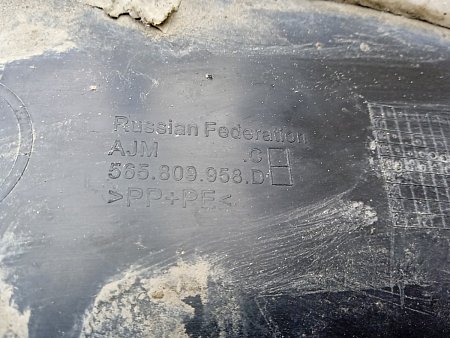 Russian Federation
AJM .C
565.809.958.D
>PP+PE<